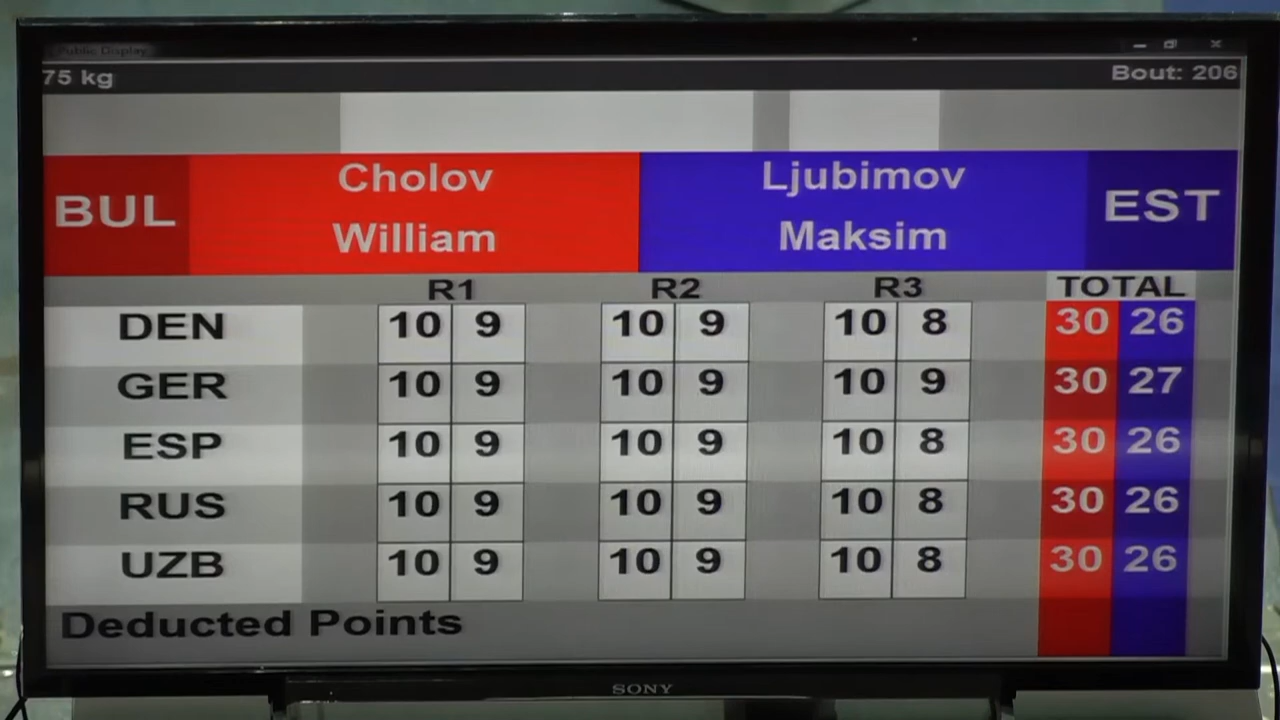 Public Display
75 kg Bout: 206
BUL Cholov William Ljubimov Maksim EST
R1 R2 R3 TOTAL
DEN 10 9 10 9 10 8 30 26
GER 10 9 10 9 10 9 30 27
ESP 10 9 10 9 10 8 30 26
RUS 10 9 10 9 10 8 30 26
UZB 10 9 10 9 10 8 30 26
Deducted Points
SONY